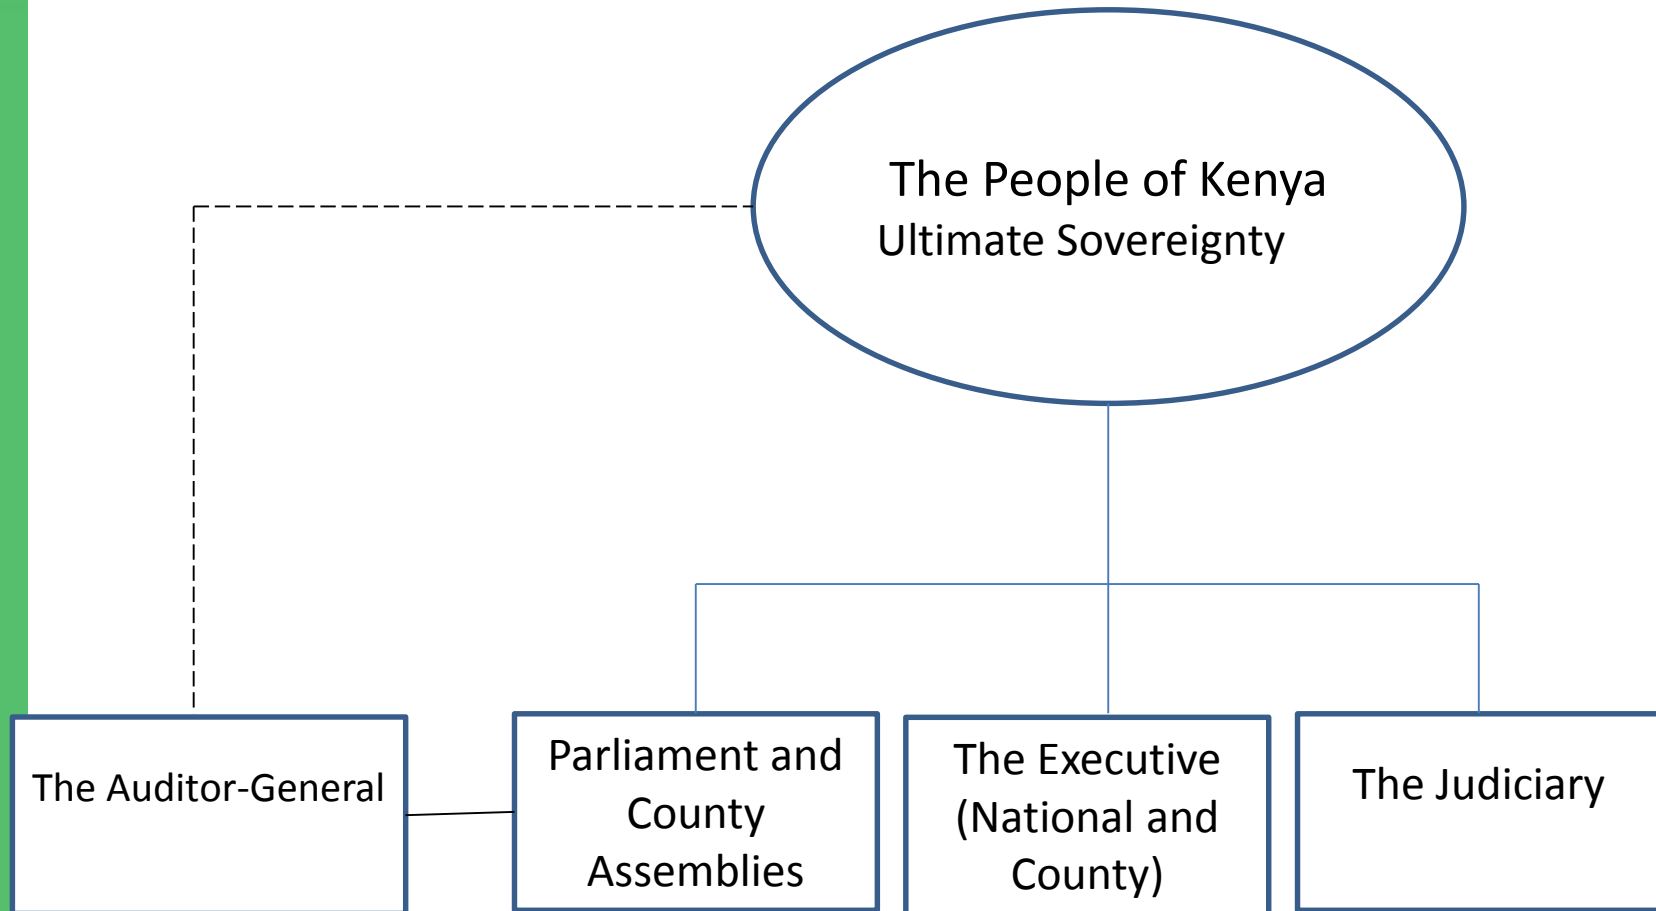 The People of Kenya
Ultimate Sovereignty
The Auditor-General
Parliament and
County
Assemblies
The Executive
(National and
County)
The Judiciary